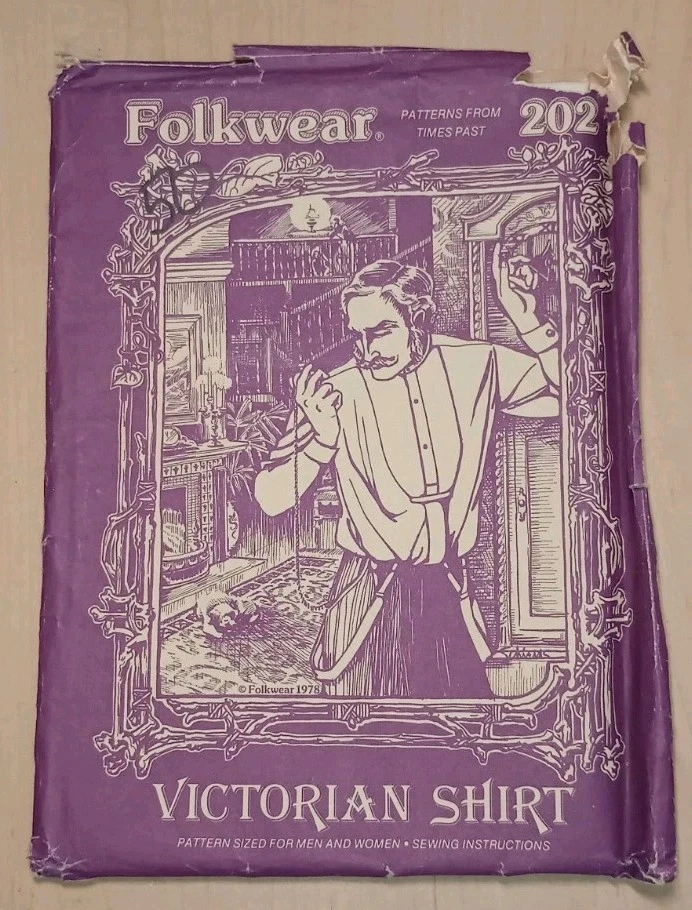 Folkwear® PATTERNS FROM TIMES PAST 202
© Folkwear 1978
VICTORIAN SHIRT
PATTERN SIZED FOR MEN AND WOMEN • SEWING INSTRUCTIONS